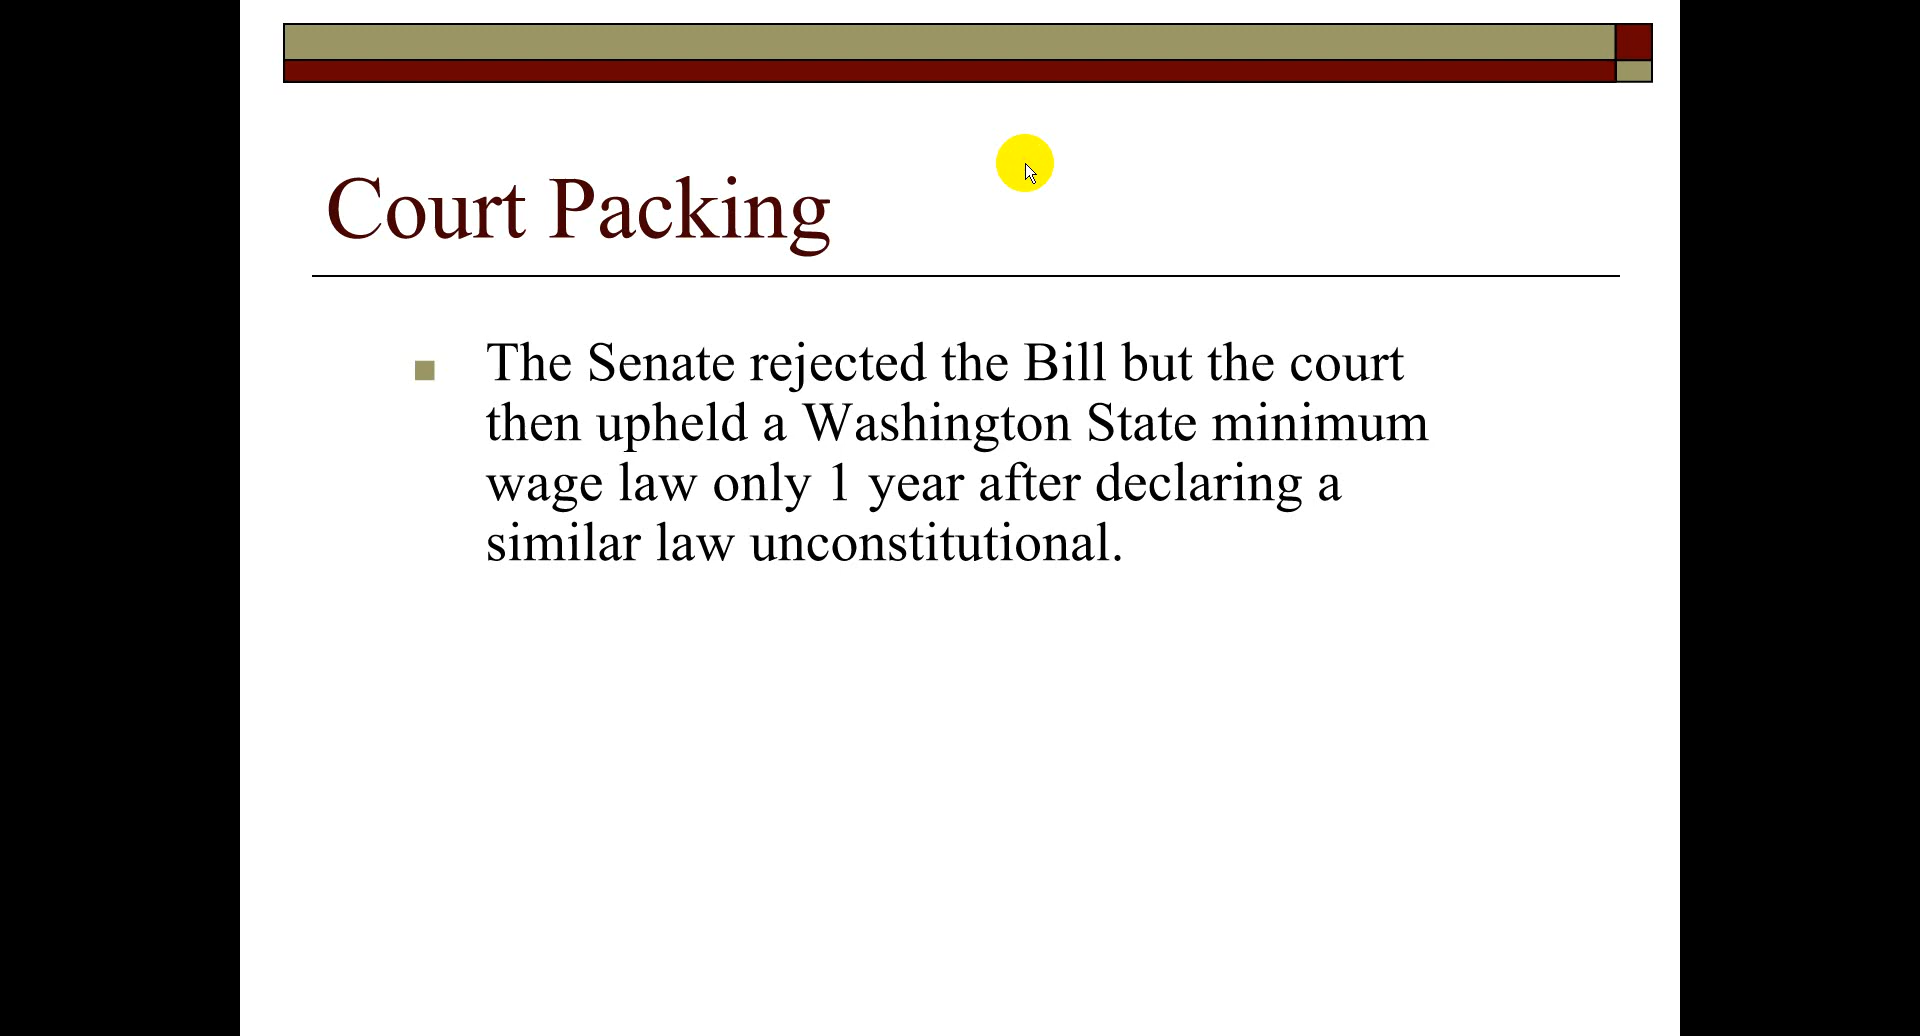 Court Packing
The Senate rejected the Bill but the court
then upheld a Washington State minimum
wage law only 1 year after declaring a
similar law unconstitutional.